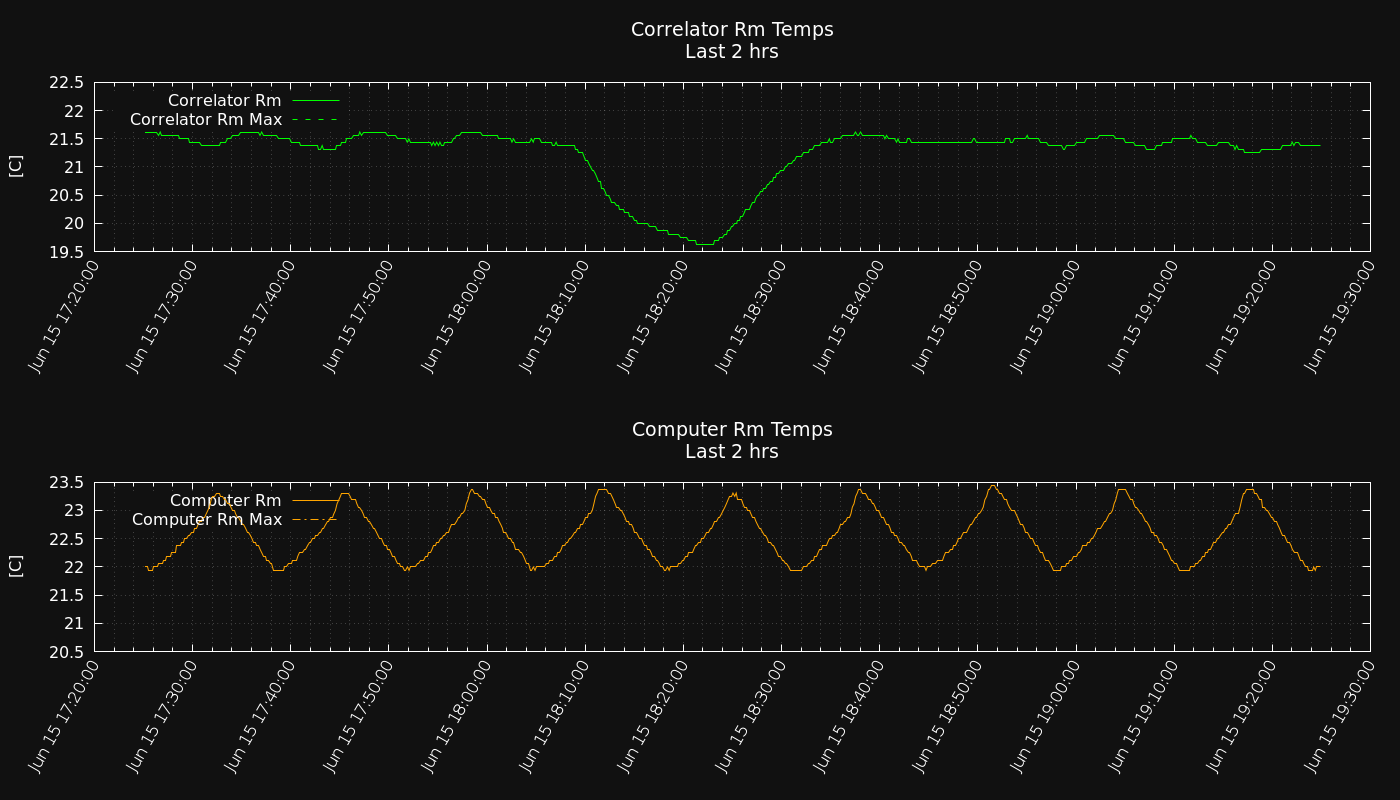 Correlator Rm Temps
Last 2 hrs
22.5
22
21.5
21
20.5
20
19.5
[C]
Correlator Rm
Correlator Rm Max
Jun 15 17:20:00
Jun 15 17:30:00
Jun 15 17:40:00
Jun 15 17:50:00
Jun 15 18:00:00
Jun 15 18:10:00
Jun 15 18:20:00
Jun 15 18:30:00
Jun 15 18:40:00
Jun 15 18:50:00
Jun 15 19:00:00
Jun 15 19:10:00
Jun 15 19:20:00
Jun 15 19:30:00
Computer Rm Temps
Last 2 hrs
23.5
23
22.5
22
21.5
21
20.5
[C]
Computer Rm
Computer Rm Max
Jun 15 17:20:00
Jun 15 17:30:00
Jun 15 17:40:00
Jun 15 17:50:00
Jun 15 18:00:00
Jun 15 18:10:00
Jun 15 18:20:00
Jun 15 18:30:00
Jun 15 18:40:00
Jun 15 18:50:00
Jun 15 19:00:00
Jun 15 19:10:00
Jun 15 19:20:00
Jun 15 19:30:00